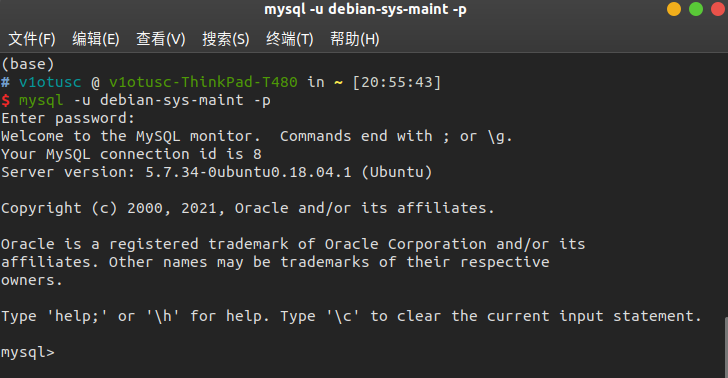 mysql -u debian-sys-maint -p
文件(F) 编辑(E) 查看(V) 搜索(S) 终端(T) 帮助(H)
(base)
# v1otusc @ v1otusc-ThinkPad-T480 in ~ [20:55:43]
$ mysql -u debian-sys-maint -p
Enter password:
Welcome to the MySQL monitor.  Commands end with ; or \g.
Your MySQL connection id is 8
Server version: 5.7.34-0ubuntu0.18.04.1 (Ubuntu)
Copyright (c) 2000, 2021, Oracle and/or its affiliates.
Oracle is a registered trademark of Oracle Corporation and/or its
affiliates. Other names may be trademarks of their respective
owners.
Type 'help;' or '\h' for help. Type '\c' to clear the current input statement.
mysql>